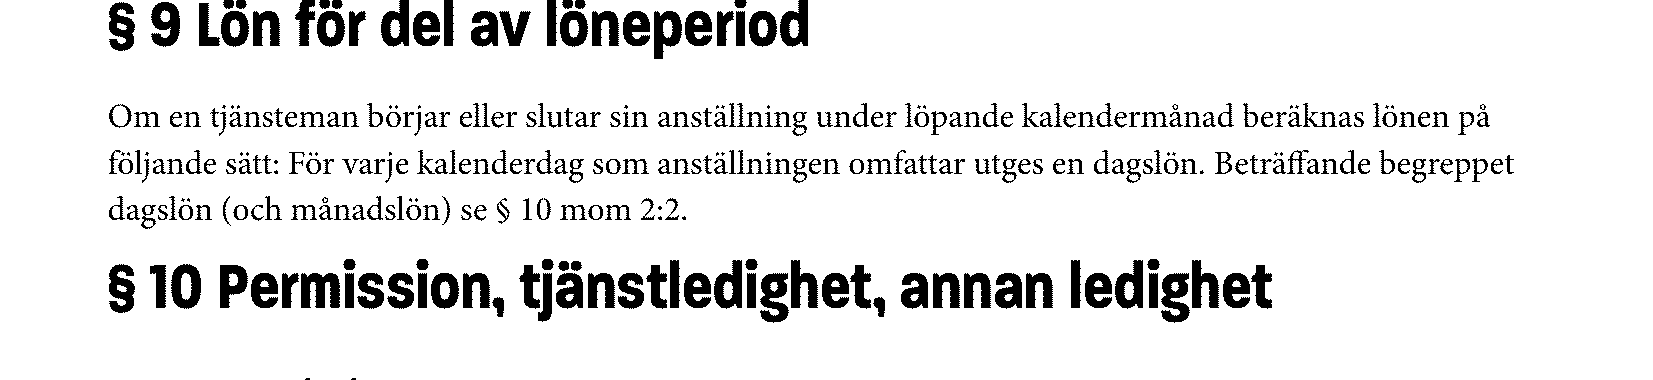 § 9 Lön för del av löneperiod
Om en tjänsteman börjar eller slutar sin anställning under löpande kalendermånad beräknas lönen på
följande sätt: För varje kalenderdag som anställningen omfattar utges en dagslön. Beträffande begreppet
dagslön (och månadslön) se § 10 mom 2:2.
§ 10 Permission, tjänstledighet, annan ledighet